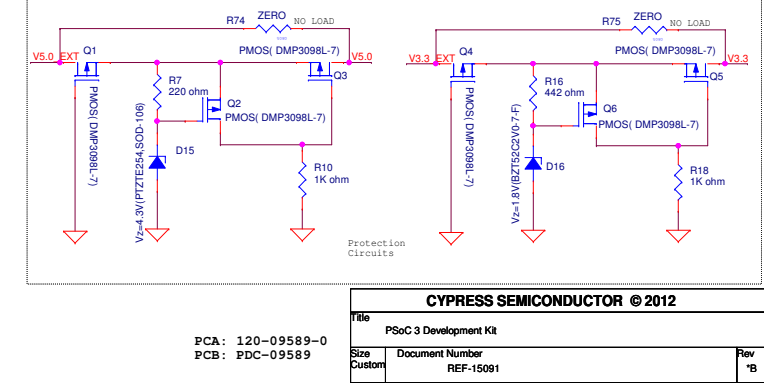 R74
ZERO
NO LOAD
V5.0_EXT
Q1
PMOS( DMP3098L-7)
V5.0
Q3
R7
220 ohm
Q2
PMOS( DMP3098L-7)
PMOS( DMP3098L-7)
D15
Vz=4.3V(PTZTE254,SOD-106)
R10
1K ohm
R75
ZERO
NO LOAD
V3.3_EXT
Q4
PMOS( DMP3098L-7)
V3.3
Q5
R16
442 ohm
Q6
PMOS( DMP3098L-7)
PMOS( DMP3098L-7)
D16
Vz=1.8V(BZT52C2V0-7-F)
R18
1K ohm
Protection
Circuits
PCA: 120-09589-0
PCB: PDC-09589
CYPRESS SEMICONDUCTOR © 2012
Title
PSoC 3 Development Kit
Size
Custom
Document Number
REF-15091
Rev
*B